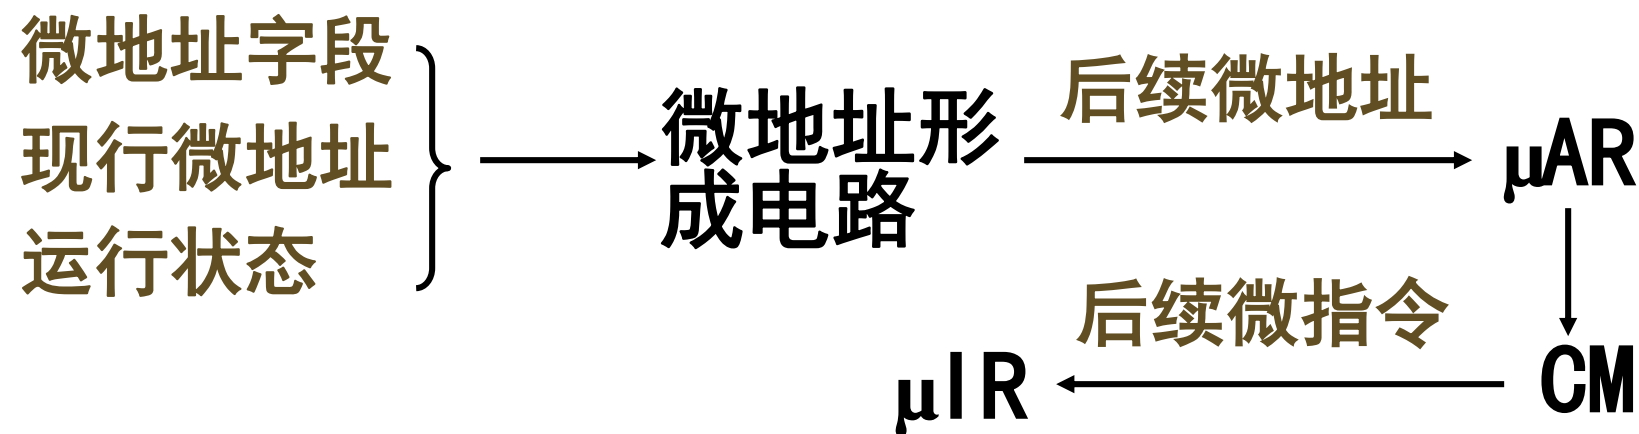 微地址字段
现行微地址
运行状态
微地址形
成电路
后续微地址
μAR
后续微指令
CM
μIR